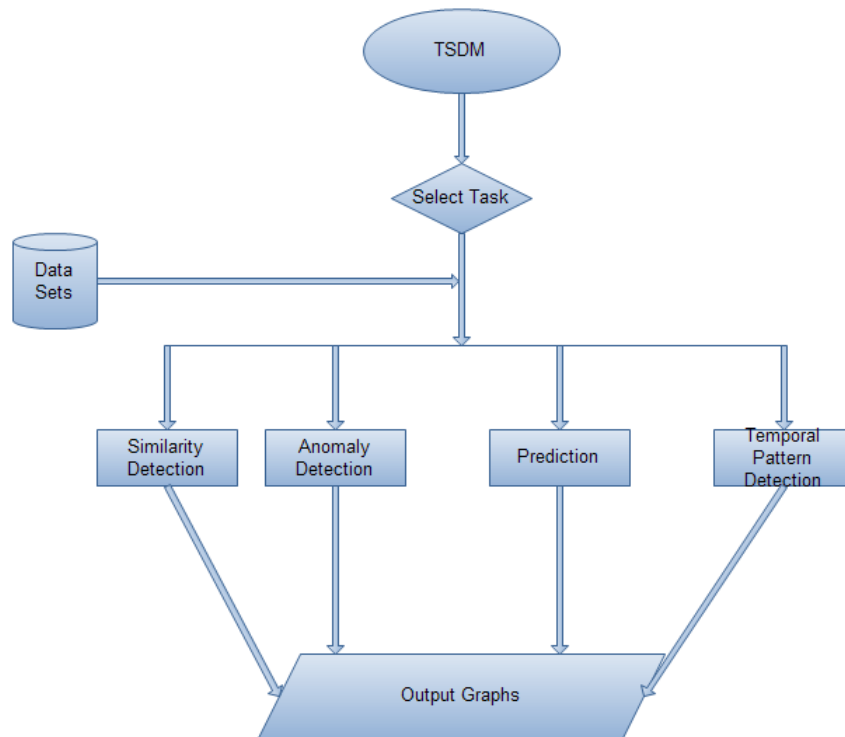 TSDM
Select Task
Data
Sets
Similarity
Detection
Anomaly
Detection
Prediction
Temporal
Pattern
Detection
Output Graphs